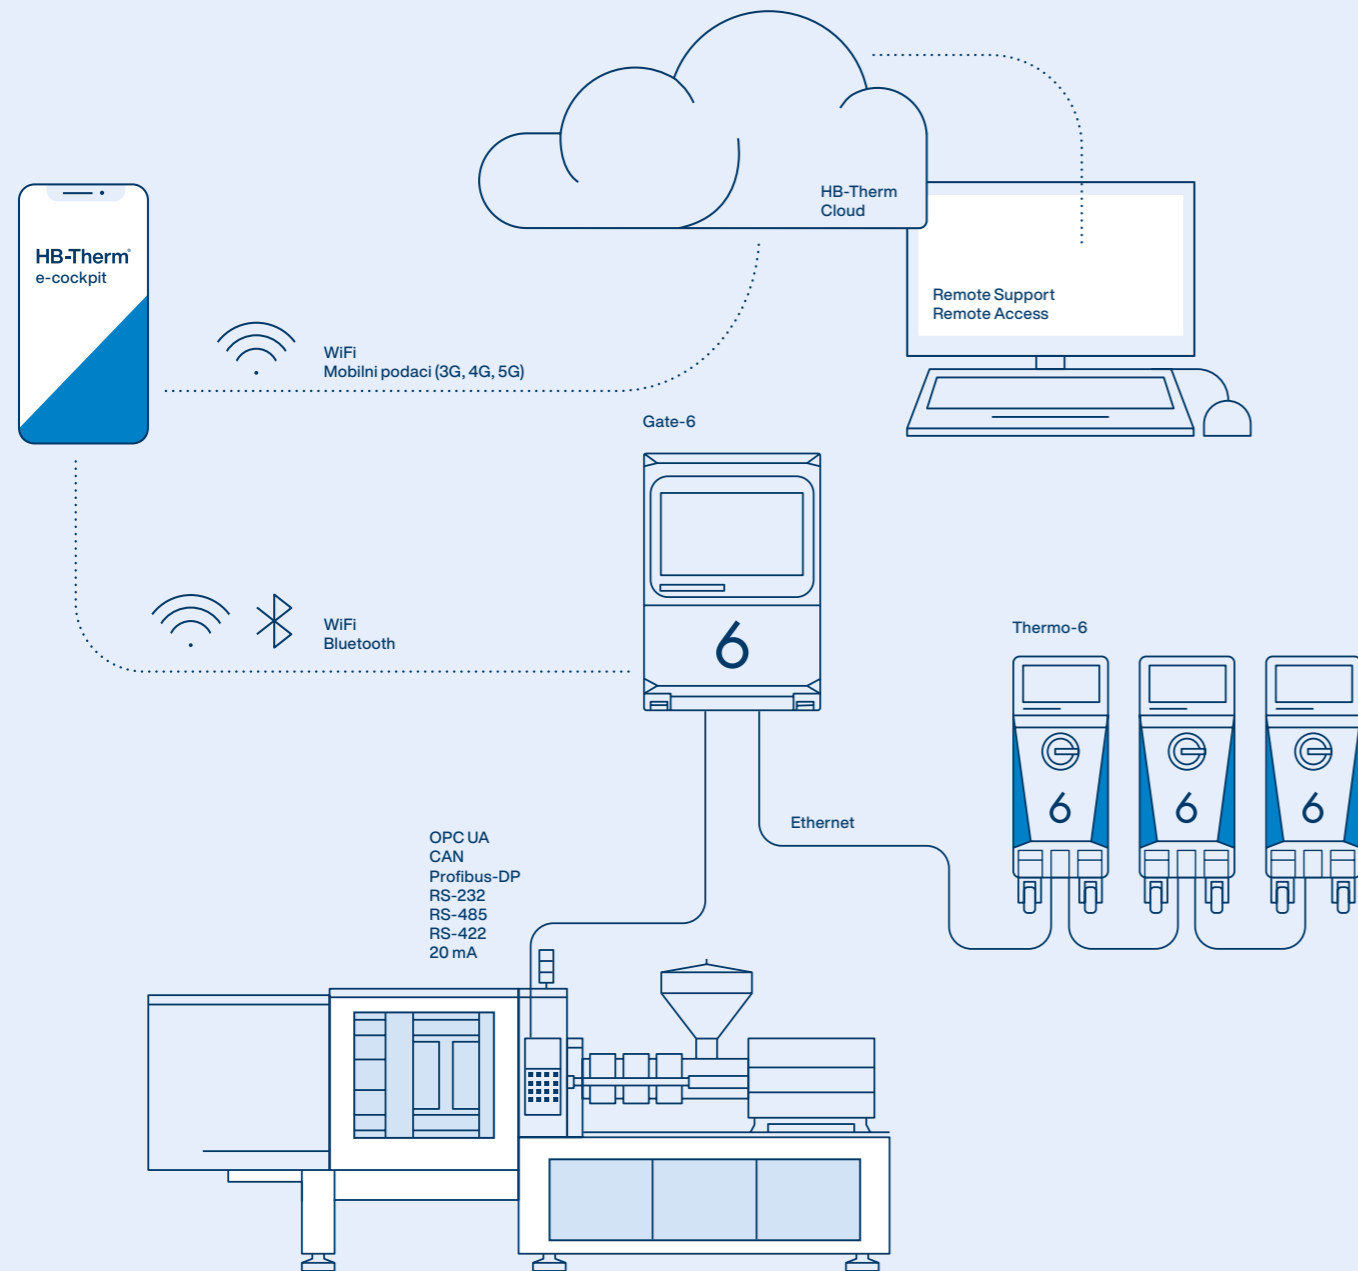 HB-Therm
Cloud
HB-Therm®
e-cockpit
Remote Support
Remote Access
WiFi
Mobilni podaci (3G, 4G, 5G)
Gate-6
6
WiFi
Bluetooth
Thermo-6
6
6
6
Ethernet
OPC UA
CAN
Profibus-DP
RS-232
RS-485
RS-422
20 mA